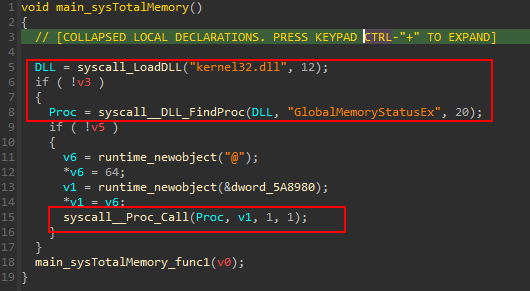 1 void main_sysTotalMemory()
2 {
3 // [COLLAPSED LOCAL DECLARATIONS. PRESS KEYPAD CTRL-"+" TO EXPAND]
4
5 DLL = syscall_LoadDLL("kernel32.dll", 12);
6 if ( !v3 )
7 {
8 Proc = syscall__DLL_FindProc(DLL, "GlobalMemoryStatusEx", 20);
9 if ( !v5 )
10 {
11 v6 = runtime_newobject("@");
12 *v6 = 64;
13 v1 = runtime_newobject(&dword_5A8980);
14 *v1 = v6;
15 syscall__Proc_Call(Proc, v1, 1, 1);
16 }
17 }
18 main_sysTotalMemory_func1(v0);
19 }